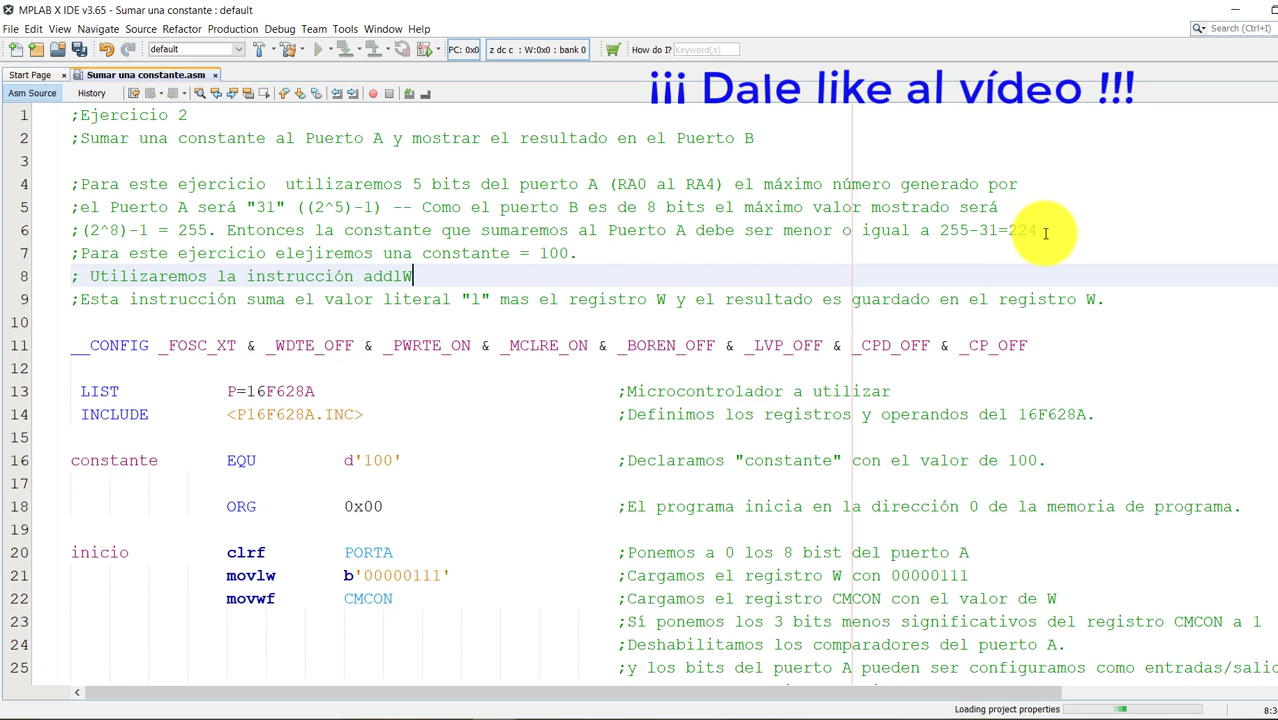 MPLAB X IDE v3.65 - Sumar una constante : default
File Edit View Navigate Source Refactor Production Debug Team Tools Window Help
Search (Ctrl+I)
default
PC: 0x0
z dc c : W:0x0 : bank 0
How do I?
Keyword(s)
Start Page
Sumar una constante.asm
¡¡¡ Dale like al vídeo !!!
Asm Source
History
1 ;Ejercicio 2
2 ;Sumar una constante al Puerto A y mostrar el resultado en el Puerto B
3
4 ;Para este ejercicio utilizaremos 5 bits del puerto A (RA0 al RA4) el máximo número generado por
5 ;el Puerto A será "31" ((2^5)-1) -- Como el puerto B es de 8 bits el máximo valor mostrado será
6 ;(2^8)-1 = 255. Entonces la constante que sumaremos al Puerto A debe ser menor o igual a 255-31=224
7 ;Para este ejercicio elejiremos una constante = 100.
8 ; Utilizaremos la instrucción addlW
9 ;Esta instrucción suma el valor literal "l" mas el registro W y el resultado es guardado en el registro W.
10
11 __CONFIG _FOSC_XT & _WDTE_OFF & _PWRTE_ON & _MCLRE_ON & _BOREN_OFF & _LVP_OFF & _CPD_OFF & _CP_OFF
12
13 LIST P=16F628A ;Microcontrolador a utilizar
14 INCLUDE <P16F628A.INC> ;Definimos los registros y operandos del 16F628A.
15
16 constante EQU d'100' ;Declaramos "constante" con el valor de 100.
17
18 ORG 0x00 ;El programa inicia en la dirección 0 de la memoria de programa.
19
20 inicio clrf PORTA ;Ponemos a 0 los 8 bist del puerto A
21 movlw b'00000111' ;Cargamos el registro W con 00000111
22 movwf CMCON ;Cargamos el registro CMCON con el valor de W
23 ;Sí ponemos los 3 bits menos significativos del registro CMCON a 1
24 ;Deshabilitamos los comparadores del puerto A.
25 ;y los bits del puerto A pueden ser configuramos como entradas/salid
Loading project properties